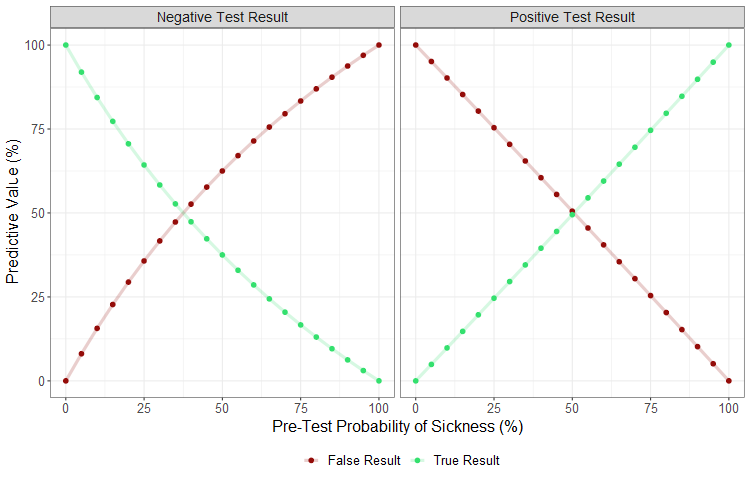 Negative Test Result
Positive Test Result
Predictive Value (%)
100
75
50
25
0
0 25 50 75 100
0 25 50 75 100
Pre-Test Probability of Sickness (%)
False Result True Result